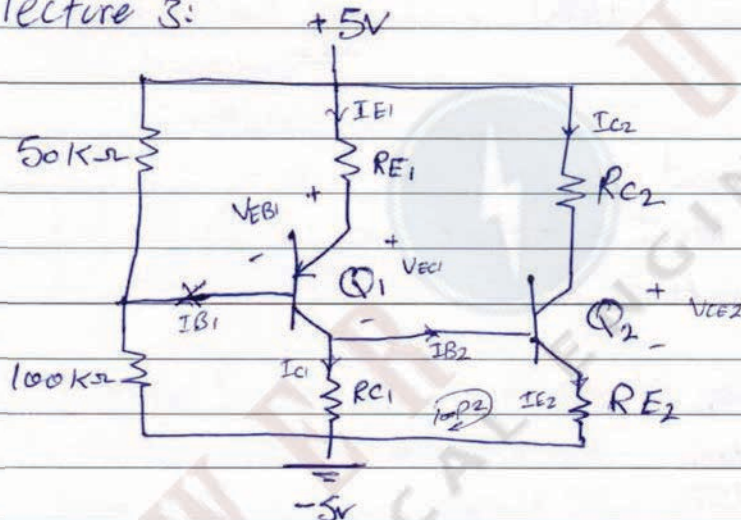 lecture 3:
+5V
IE1
IC2
50KΩ
RE1
RC2
VEB1
+
-
+
VEC1
-
Q1
Q2
+
VCE2
-
IB1
IB2
100KΩ
IC1
RC1
IE2
RE2
-5V